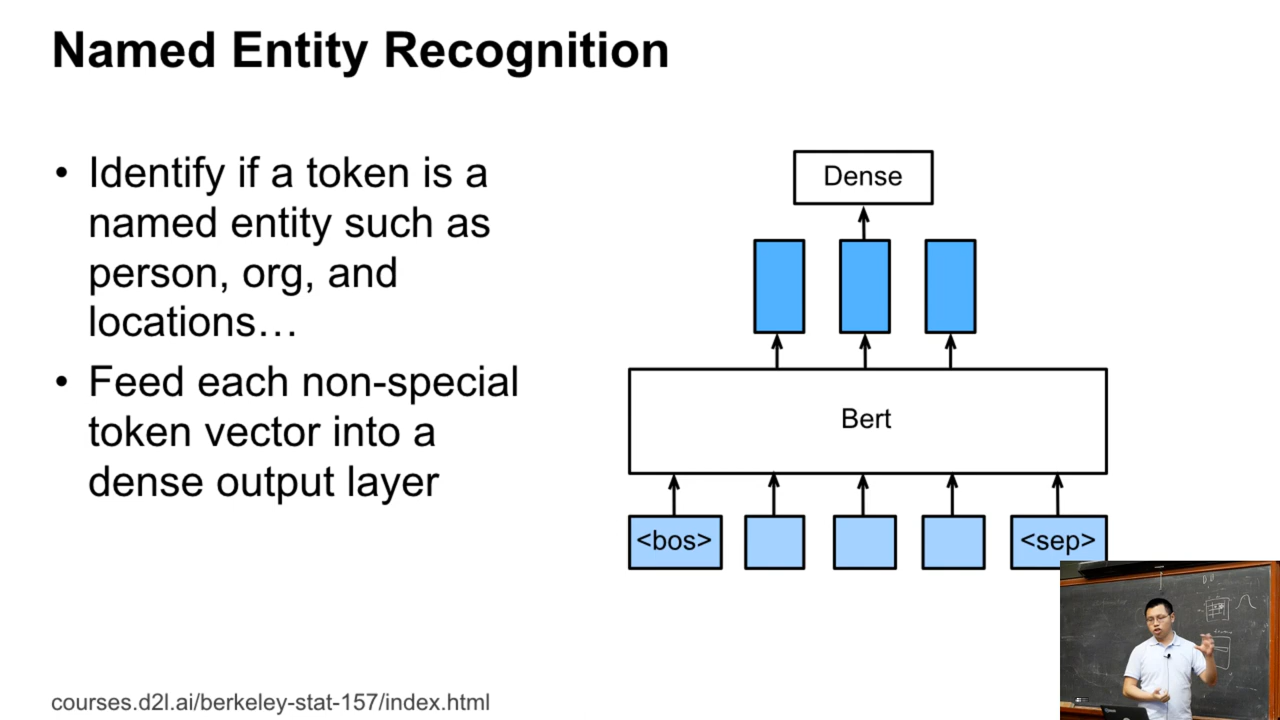 Named Entity Recognition
• Identify if a token is a
named entity such as
person, org, and
locations…
• Feed each non-special
token vector into a
dense output layer
Dense
Bert
<bos>
<sep>
courses.d2l.ai/berkeley-stat-157/index.html